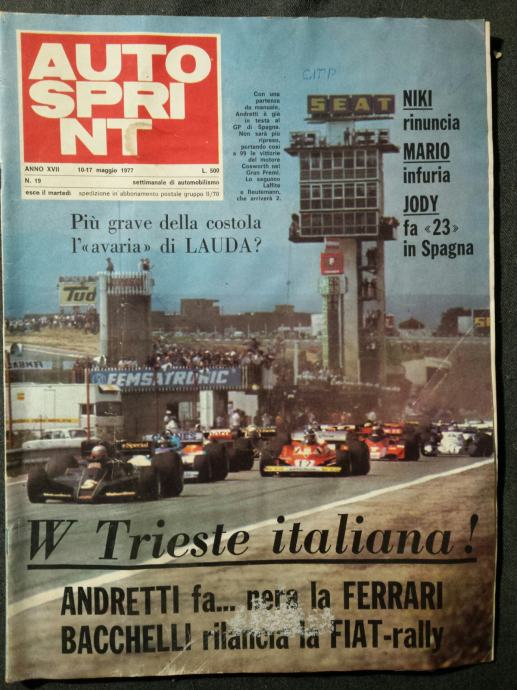 AUTO
SPRI
NT
ANNO XVII 10-17 maggio 1977 L. 500
N. 19 settimanale di automobilismo
esce il martedì spedizione in abbonamento postale gruppo II/70
Con una
partenza
da manuale,
Andretti è già
in testa al
GP di Spagna.
Non sarà più
ripreso,
portando così
a 99 le vittorie
del motore
Cosworth nei
Gran Premi.
Lo seguono
Laffite
e Reutemann,
che arriverà 2.
SEAT
NIKI
rinuncia
MARIO
infuria
JODY
fa «23»
in Spagna
Più grave della costola
l'«avaria» di LAUDA?
Tud
FEMSATRONIC
Special
12
W Trieste italiana!
ANDRETTI fa... nera la FERRARI
BACCHELLI rilancia la FIAT-rally